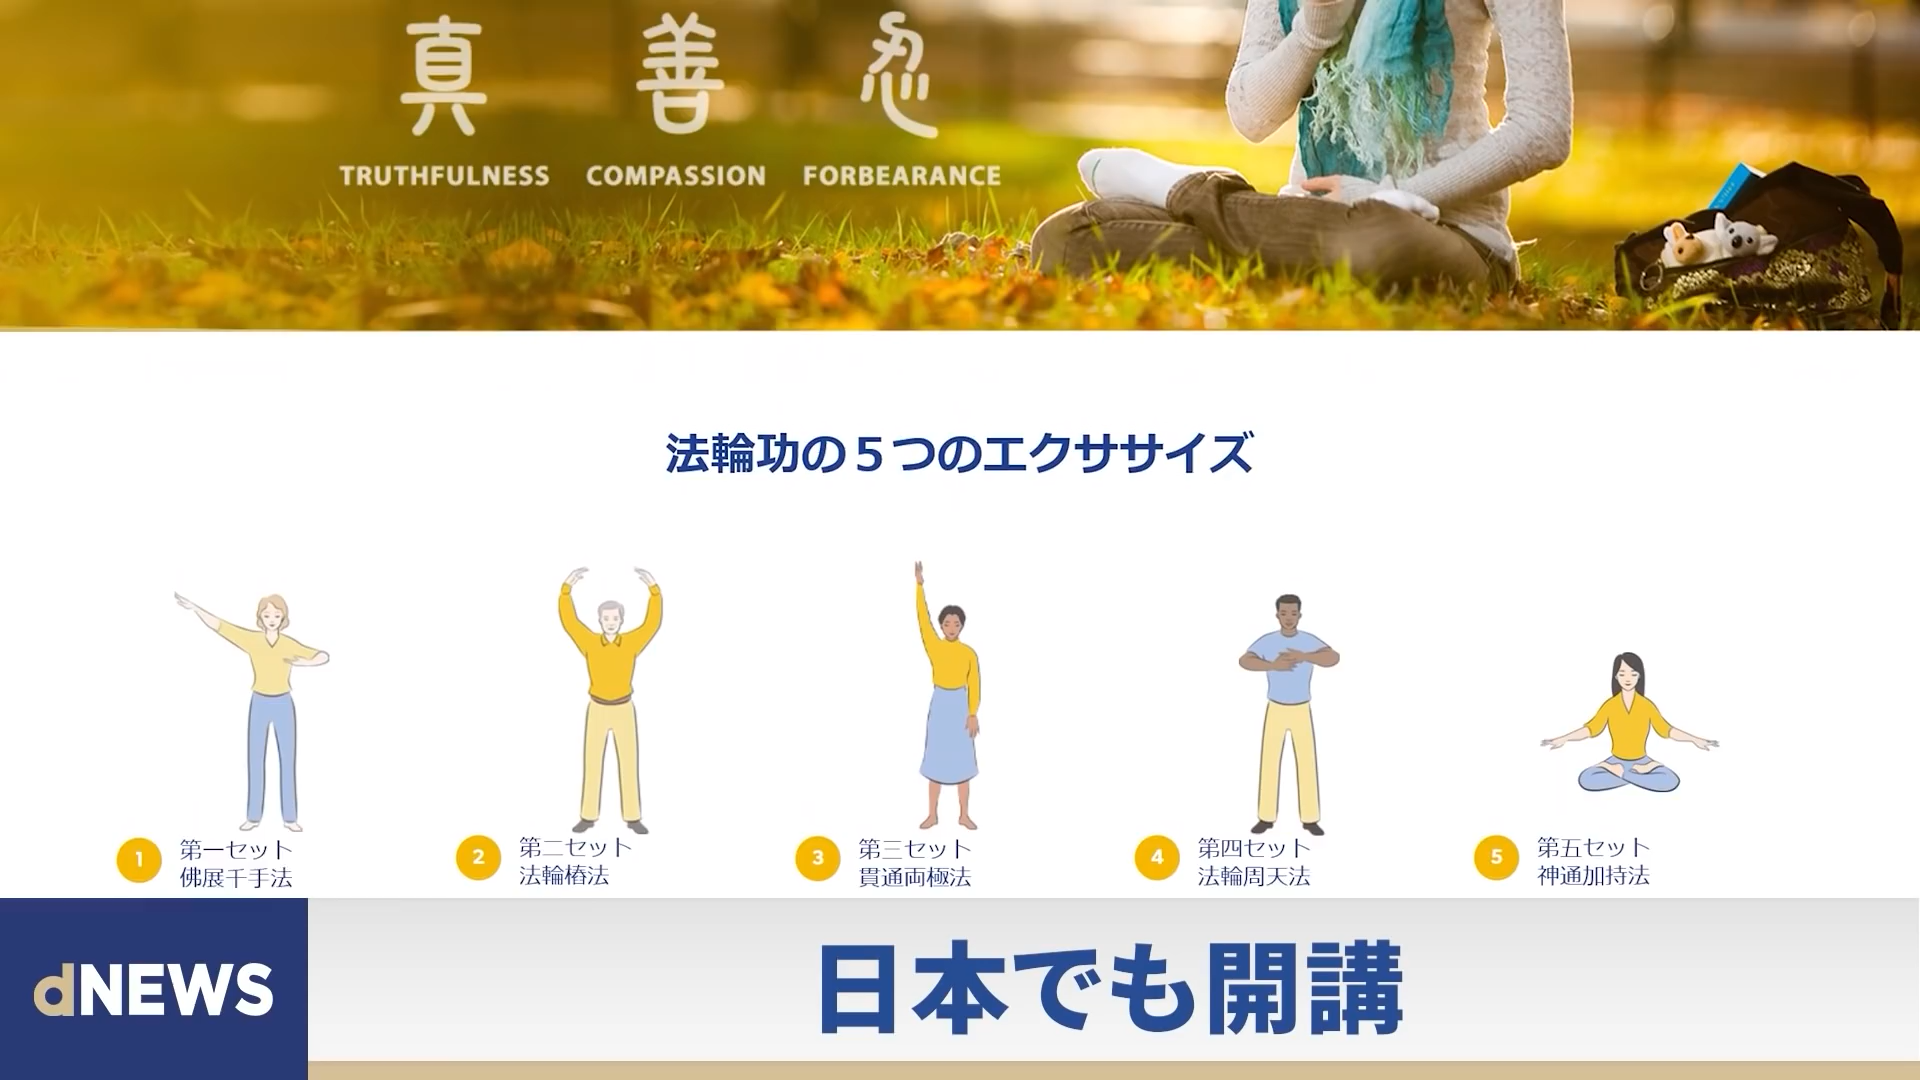 真 善 忍
TRUTHFULNESS COMPASSION FORBEARANCE
法輪功の5つのエクササイズ
1 第一セット
佛展千手法
2 第二セット
法輪樁法
3 第三セット
貫通両極法
4 第四セット
法輪周天法
5 第五セット
神通加持法
dNEWS
日本でも開講